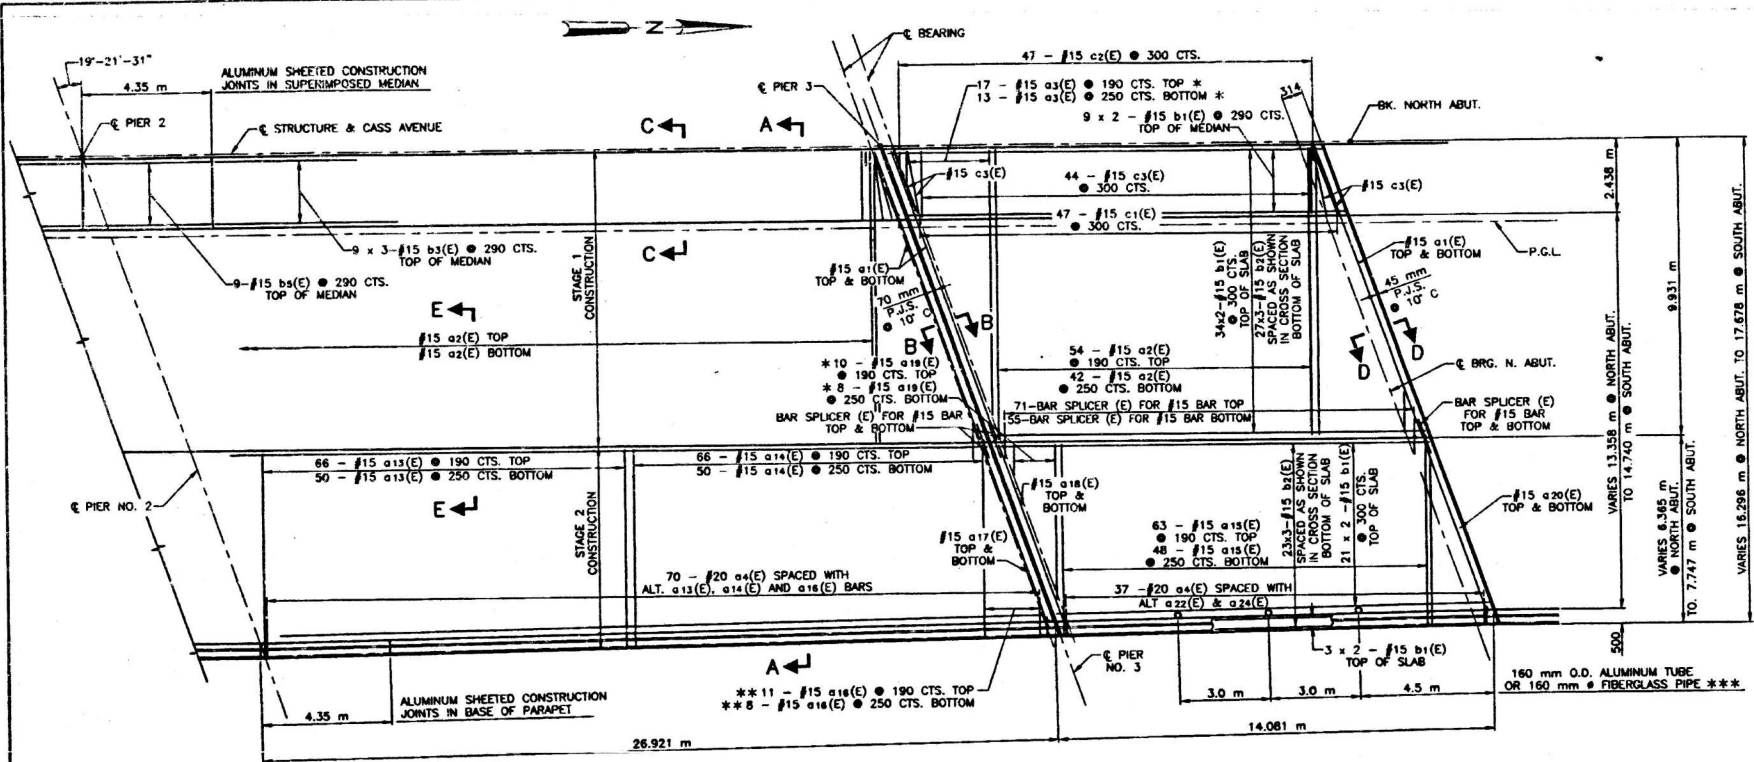 N
℄ BEARING
47 - #15 c2(E) @ 300 CTS.
19°-21'-31"
4.35 m
ALUMINUM SHEETED CONSTRUCTION
JOINTS IN SUPERIMPOSED MEDIAN
℄ PIER 3
17 - #15 a3(E) @ 190 CTS. TOP *
13 - #15 a3(E) @ 250 CTS. BOTTOM *
314
BK. NORTH ABUT.
9 x 2 - #15 b1(E) @ 290 CTS.
TOP OF MEDIAN
℄ PIER 2
℄ STRUCTURE & CASS AVENUE
C
A
#15 c3(E)
44 - #15 c3(E)
@ 300 CTS.
#15 c3(E)
2.438 m
47 - #15 c1(E)
@ 300 CTS.
P.G.L.
9 x 3-#15 b3(E) @ 290 CTS.
TOP OF MEDIAN
9-#15 b5(E) @ 290 CTS.
TOP OF MEDIAN
C
STAGE 1
CONSTRUCTION
#15 a1(E)
TOP & BOTTOM
70 mm
P.J.S.
@ 10° C
34x2-#15 b1(E)
@ 300 CTS.
TOP OF SLAB
27x3-#15 b2(E)
SPACED AS SHOWN
IN CROSS SECTION
BOTTOM OF SLAB
#15 a1(E)
TOP & BOTTOM
45 mm
P.J.S.
@ 10° C
9.931 m
E
B
B
D
D
#15 a2(E) TOP
#15 a2(E) BOTTOM
*10 - #15 a19(E)
@ 190 CTS. TOP
*8 - #15 a19(E)
@ 250 CTS. BOTTOM
54 - #15 a2(E)
@ 190 CTS. TOP
42 - #15 a2(E)
@ 250 CTS. BOTTOM
℄ BRG. N. ABUT.
BAR SPLICER (E) FOR #15 BAR
TOP & BOTTOM
71-BAR SPLICER (E) FOR #15 BAR TOP
55-BAR SPLICER (E) FOR #15 BAR BOTTOM
BAR SPLICER (E)
FOR #15 BAR
TOP & BOTTOM
VARIES 13.358 m @ NORTH ABUT.
TO 14.740 m @ SOUTH ABUT.
VARIES 6.365 m
@ NORTH ABUT.
TO. 7.747 m @ SOUTH ABUT.
VARIES 16.296 m @ NORTH ABUT. TO 17.678 m @ SOUTH ABUT.
66 - #15 a13(E) @ 190 CTS. TOP
50 - #15 a13(E) @ 250 CTS. BOTTOM
66 - #15 a14(E) @ 190 CTS. TOP
50 - #15 a14(E) @ 250 CTS. BOTTOM
℄ PIER NO. 2
E
STAGE 2
CONSTRUCTION
#15 a18(E)
TOP &
BOTTOM
#15 a17(E)
TOP &
BOTTOM
63 - #15 a15(E)
@ 190 CTS. TOP
48 - #15 a15(E)
@ 250 CTS. BOTTOM
23x3-#15 b2(E)
SPACED AS SHOWN
IN CROSS SECTION
BOTTOM OF SLAB
21 x 2 -#15 b1(E)
@ 300 CTS.
TOP OF SLAB
#15 a20(E)
TOP & BOTTOM
70 - #20 a4(E) SPACED WITH
ALT. a13(E), a14(E) AND a16(E) BARS
37 -#20 a4(E) SPACED WITH
ALT a22(E) & a24(E)
500
A
℄ PIER
NO. 3
3 x 2 - #15 b1(E)
TOP OF SLAB
160 mm O.D. ALUMINUM TUBE
OR 160 mm ø FIBERGLASS PIPE ***
**11 - #15 a16(E) @ 190 CTS. TOP
**8 - #15 a16(E) @ 250 CTS. BOTTOM
3.0 m
3.0 m
4.5 m
4.35 m
ALUMINUM SHEETED CONSTRUCTION
JOINTS IN BASE OF PARAPET
26.921 m
14.081 m